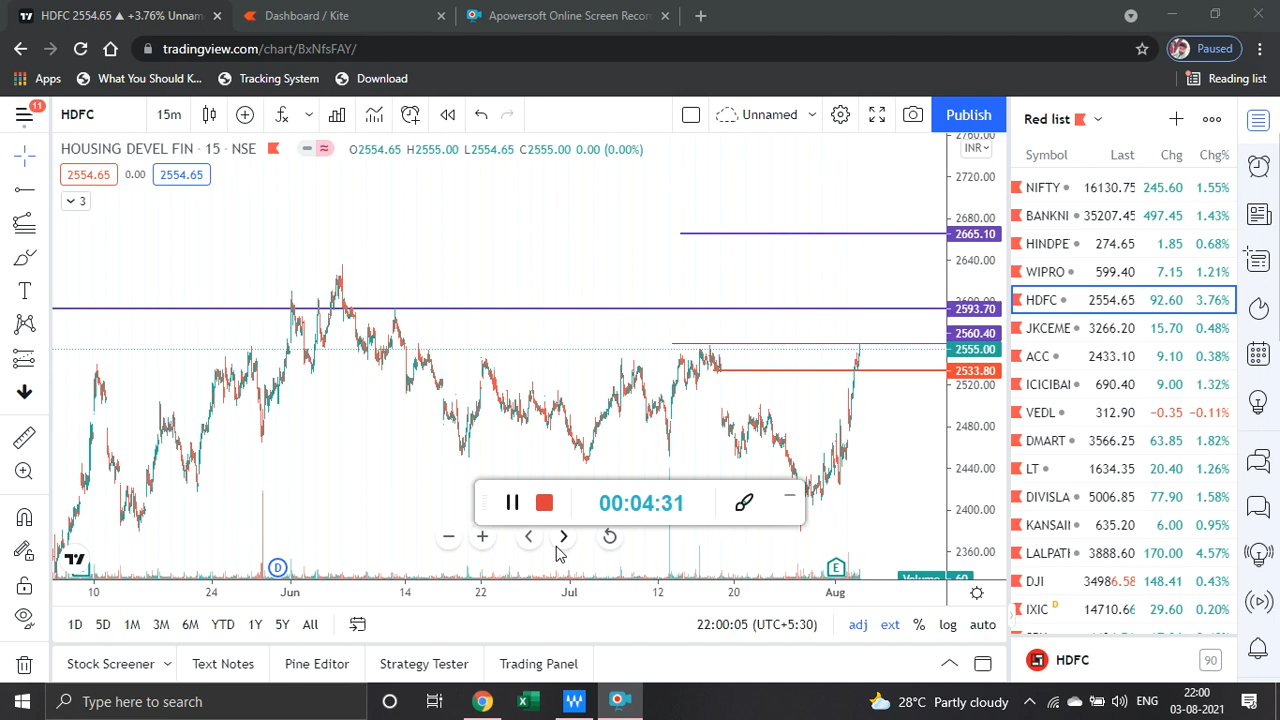 HDFC 2554.65 ▲ +3.76% Unnam
Dashboard / Kite
Apowersoft Online Screen Recor
tradingview.com/chart/BxNfsFAY/
Paused
Apps
What You Should K...
Tracking System
Download
Reading list
11
HDFC
15m
Unnamed
Publish
Red list
HOUSING DEVEL FIN · 15 · NSE
O2554.65 H2555.00 L2554.65 C2555.00 0.00 (0.00%)
2554.65
0.00
2554.65
3
2760.00
INR
2720.00
2680.00
2665.10
2640.00
2600.00
2593.70
2560.40
2555.00
2533.80
2520.00
2480.00
2440.00
2400.00
2360.00
Volume
60
Symbol Last Chg Chg%
NIFTY 16130.75 245.60 1.55%
BANKNI 35207.45 497.45 1.43%
HINDPE 274.65 1.85 0.68%
WIPRO 599.40 7.15 1.21%
HDFC 2554.65 92.60 3.76%
JKCEME 3266.20 15.70 0.48%
ACC 2433.10 9.10 0.38%
ICICIBAI 690.40 9.00 1.32%
VEDL 312.90 −0.35 −0.11%
DMART 3566.25 63.85 1.82%
LT 1634.35 20.40 1.26%
DIVISLA 5006.85 77.90 1.58%
KANSAII 635.20 6.00 0.95%
LALPATH 3888.60 170.00 4.57%
DJI 34986.58 148.41 0.43%
IXIC D 14710.66 29.60 0.20%
00:04:31
D
E
10 24 Jun 14 22 Jul 12 20 Aug
1D 5D 1M 3M 6M YTD 1Y 5Y All
22:00:05 (UTC+5:30)
adj ext % log auto
Stock Screener
Text Notes
Pine Editor
Strategy Tester
Trading Panel
HDFC
90
Type here to search
28°C Partly cloudy
ENG
22:00
03-08-2021